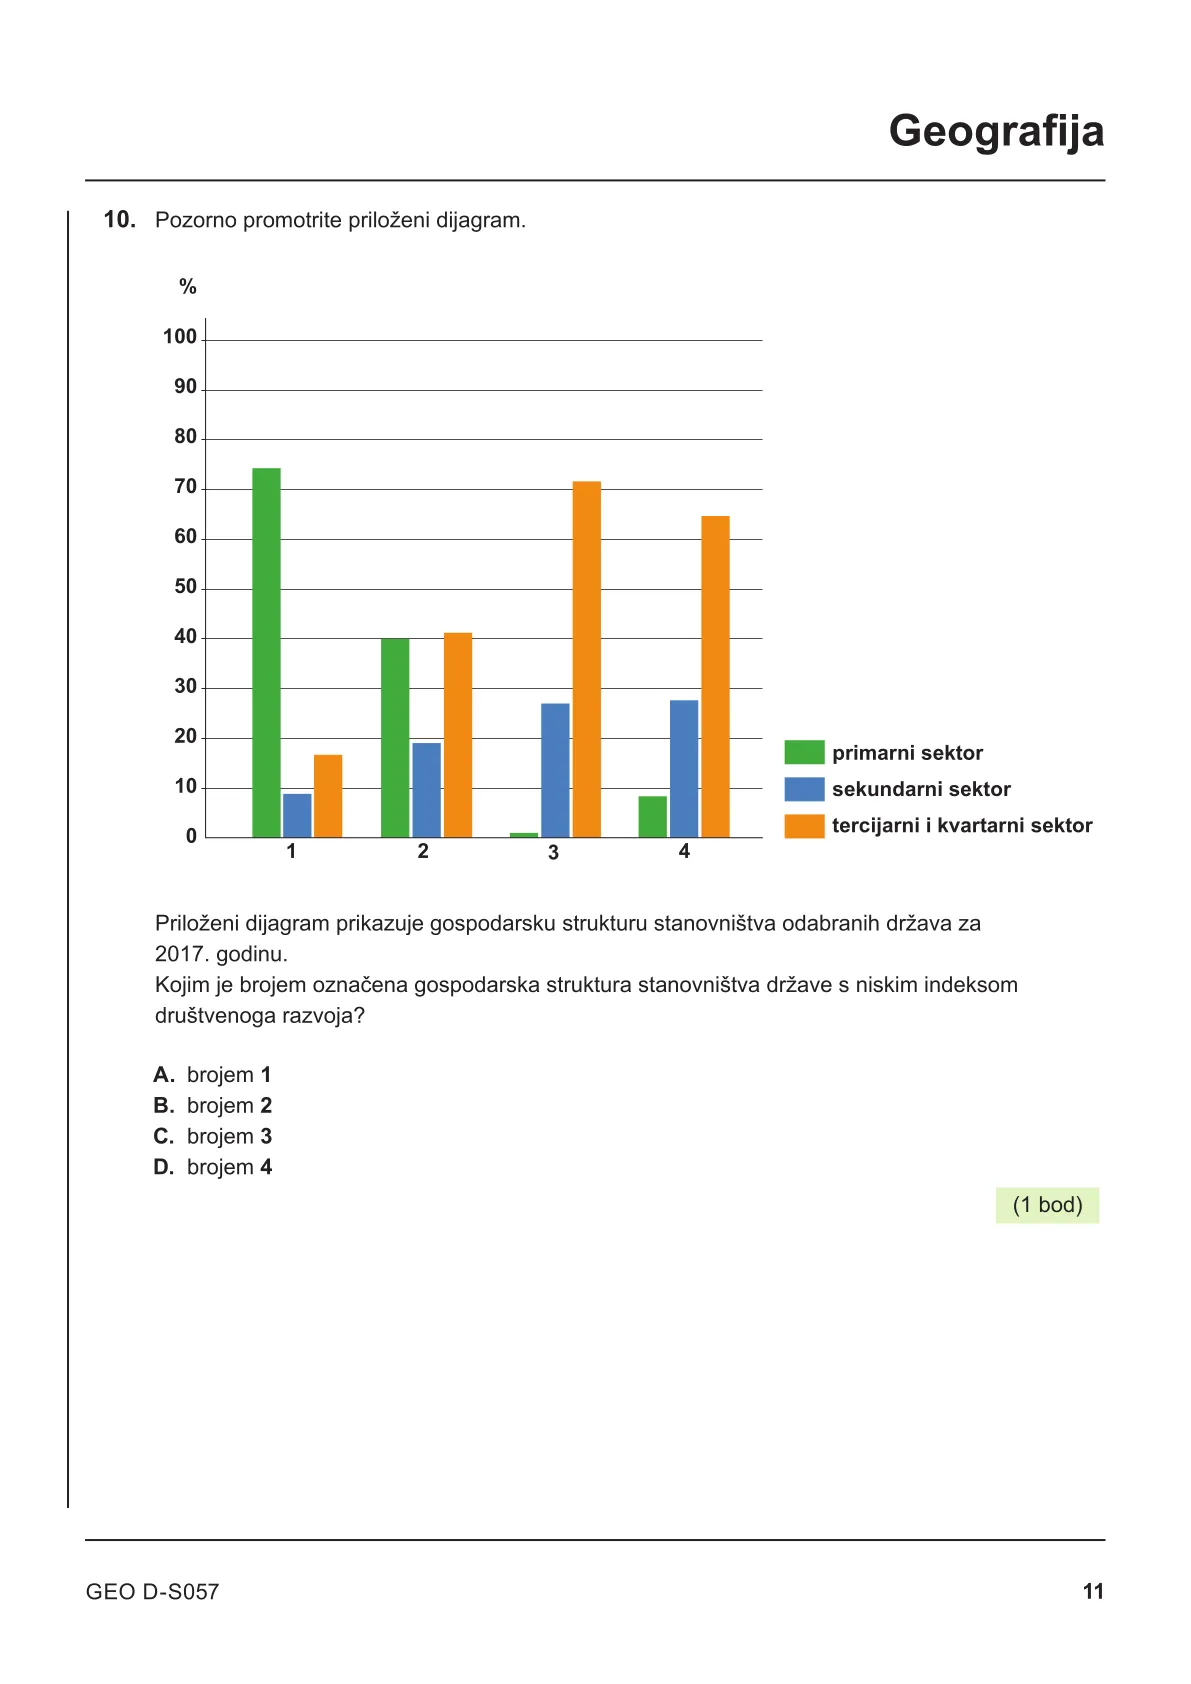 Geografija
10. Pozorno promotrite priloženi dijagram.
%
100
90
80
70
60
50
40
30
20
10
0
1 2 3 4
primarni sektor
sekundarni sektor
tercijarni i kvartarni sektor
Priloženi dijagram prikazuje gospodarsku strukturu stanovništva odabranih država za
2017. godinu.
Kojim je brojem označena gospodarska struktura stanovništva države s niskim indeksom
društvenoga razvoja?
A. brojem 1
B. brojem 2
C. brojem 3
D. brojem 4
(1 bod)
GEO D-S057
11